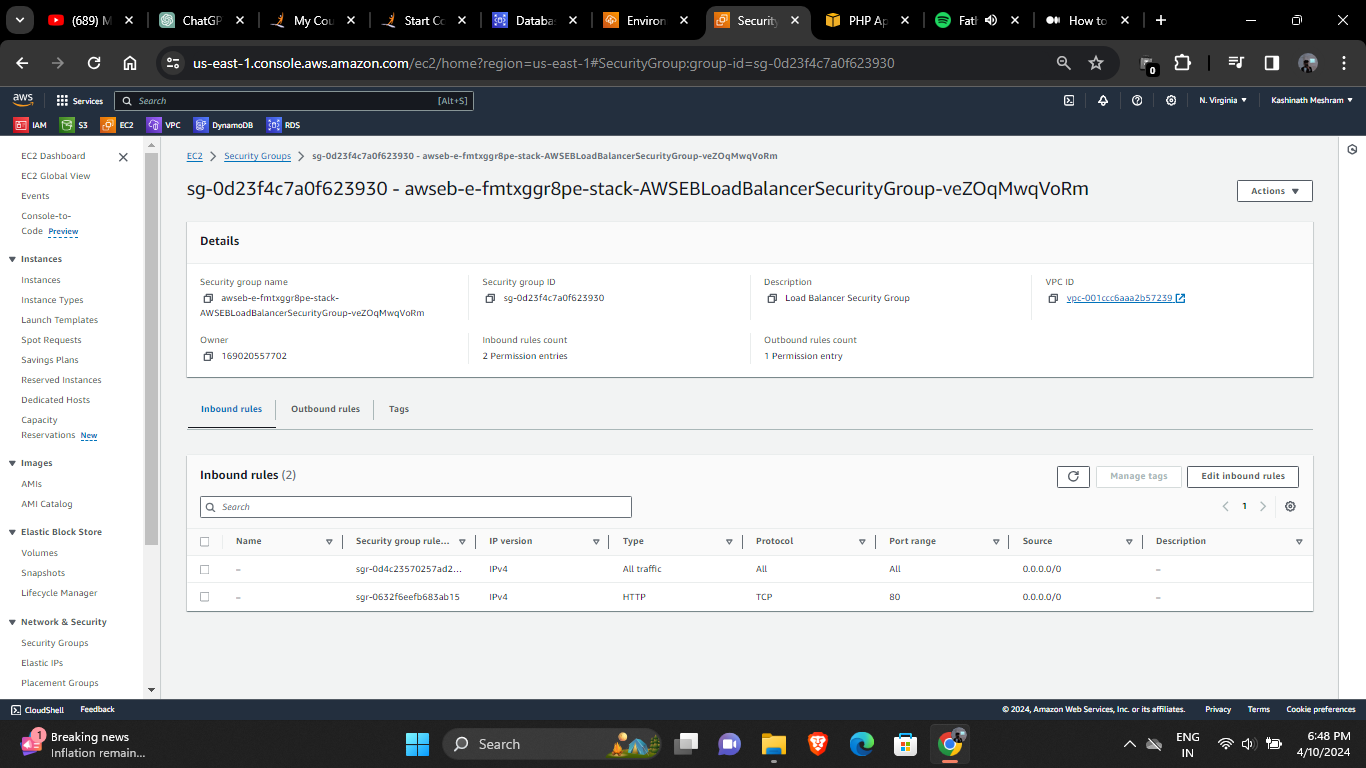 (689) M
ChatGP
My Cou
Start Co
Databa
Environ
Security
PHP Ap
Fatl
How to
us-east-1.console.aws.amazon.com/ec2/home?region=us-east-1#SecurityGroup:group-id=sg-0d23f4c7a0f623930
0
aws
Services
Search
[Alt+S]
N. Virginia
Kashinath Meshram
IAM
S3
EC2
VPC
DynamoDB
RDS
EC2 Dashboard
EC2 Global View
Events
Console-to-
Code Preview
Instances
Instances
Instance Types
Launch Templates
Spot Requests
Savings Plans
Reserved Instances
Dedicated Hosts
Capacity
Reservations New
Images
AMIs
AMI Catalog
Elastic Block Store
Volumes
Snapshots
Lifecycle Manager
Network & Security
Security Groups
Elastic IPs
Placement Groups
EC2 > Security Groups > sg-0d23f4c7a0f623930 - awseb-e-fmtxggr8pe-stack-AWSEBLoadBalancerSecurityGroup-veZOqMwqVoRm
sg-0d23f4c7a0f623930 - awseb-e-fmtxggr8pe-stack-AWSEBLoadBalancerSecurityGroup-veZOqMwqVoRm
Actions
Details
Security group name
awseb-e-fmtxggr8pe-stack-
AWSEBLoadBalancerSecurityGroup-veZOqMwqVoRm
Security group ID
sg-0d23f4c7a0f623930
Description
Load Balancer Security Group
VPC ID
vpc-001ccc6aaa2b57239
Owner
169020557702
Inbound rules count
2 Permission entries
Outbound rules count
1 Permission entry
Inbound rules
Outbound rules
Tags
Inbound rules (2)
Manage tags
Edit inbound rules
Search
1
Name Security group rule... IP version Type Protocol Port range Source Description
– sgr-0d4c23570257ad2... IPv4 All traffic All All 0.0.0.0/0 –
– sgr-0632f6eefb683ab15 IPv4 HTTP TCP 80 0.0.0.0/0 –
CloudShell
Feedback
© 2024, Amazon Web Services, Inc. or its affiliates.
Privacy
Terms
Cookie preferences
1
Breaking news
Inflation remain...
Search
ENG
IN
6:48 PM
4/10/2024